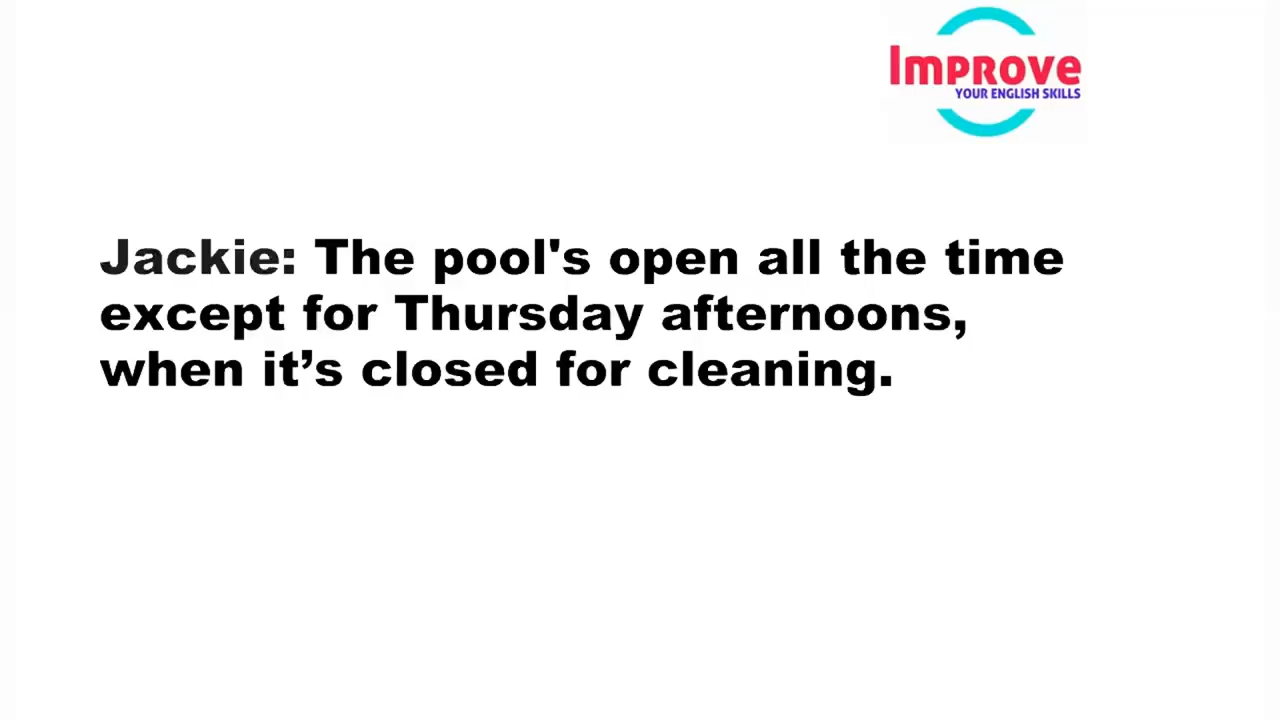 Improve
YOUR ENGLISH SKILLS
Jackie: The pool's open all the time
except for Thursday afternoons,
when it’s closed for cleaning.